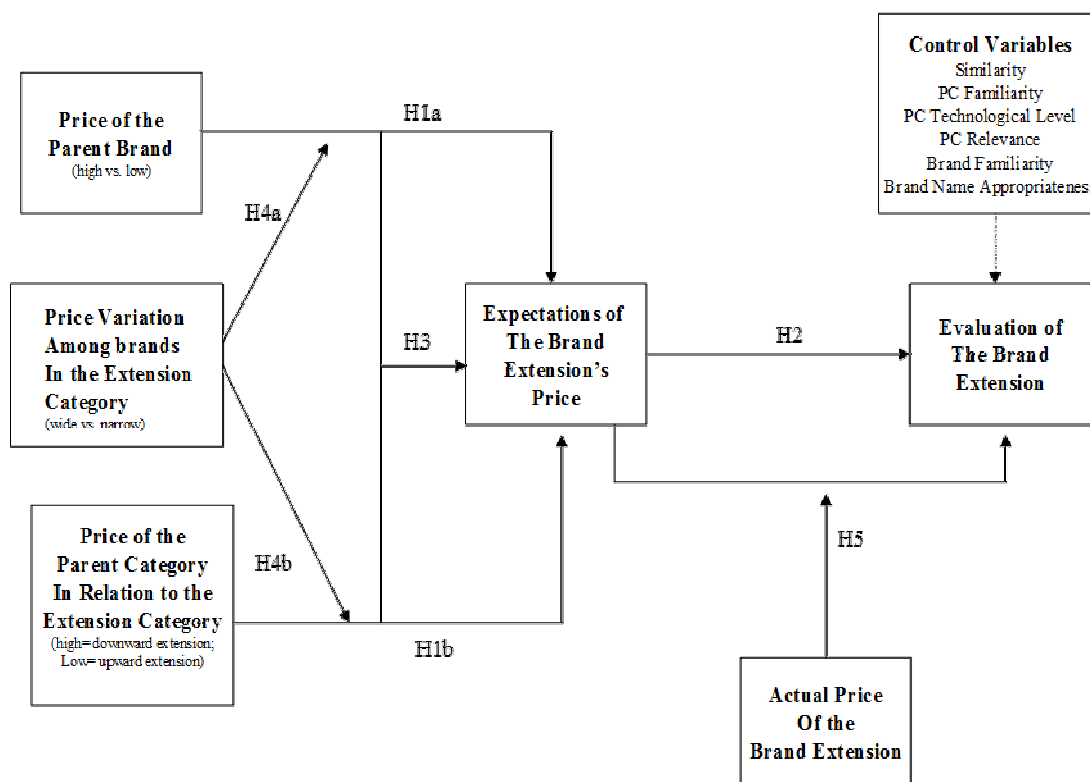 Control Variables
Similarity
PC Familiarity
PC Technological Level
PC Relevance
Brand Familiarity
Brand Name Appropriatenes
Price of the
Parent Brand
(high vs. low)
H1a
H4a
Price Variation
Among brands
In the Extension
Category
(wide vs. narrow)
H3
Expectations of
The Brand
Extension's
Price
H2
Evaluation of
The Brand
Extension
Price of the
Parent Category
In Relation to the
Extension Category
(high= downward extension;
Low= upward extension)
H4b
H1b
H5
Actual Price
Of the
Brand Extension